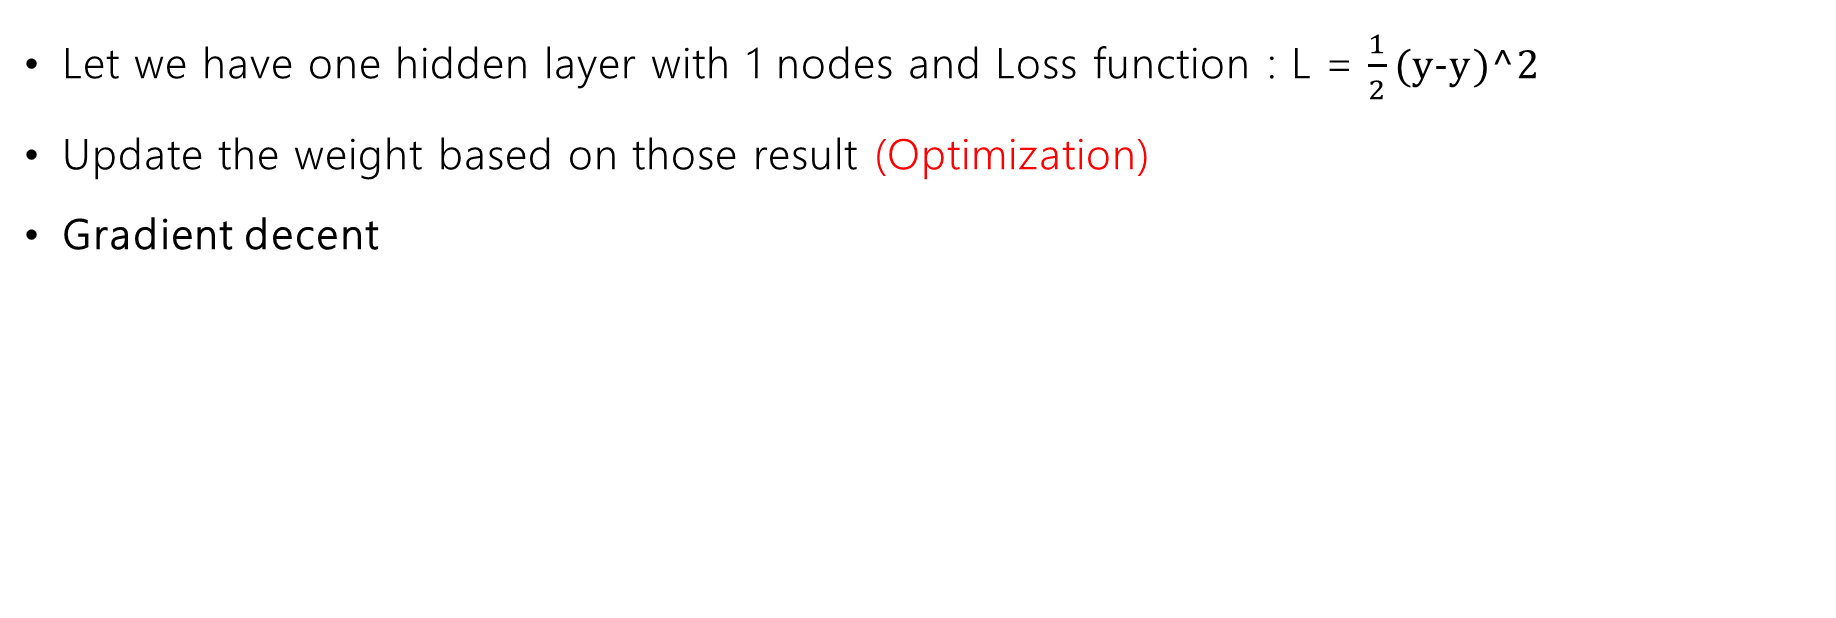 • Let we have one hidden layer with 1 nodes and Loss function : L = 1/2 (y-y)^2
• Update the weight based on those result (Optimization)
• Gradient decent